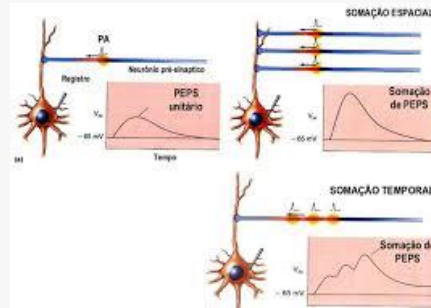 PA
Neurônio pré-sinaptico
Registro
PEPS
unitário
Vm
– 65 mV
Tempo
(a)
SOMAÇÃO ESPACIAL
Somação
de PEPS
Vm
– 65 mV
SOMAÇÃO TEMPORAL
Somação de
PEPS
Vm
– 65 mV